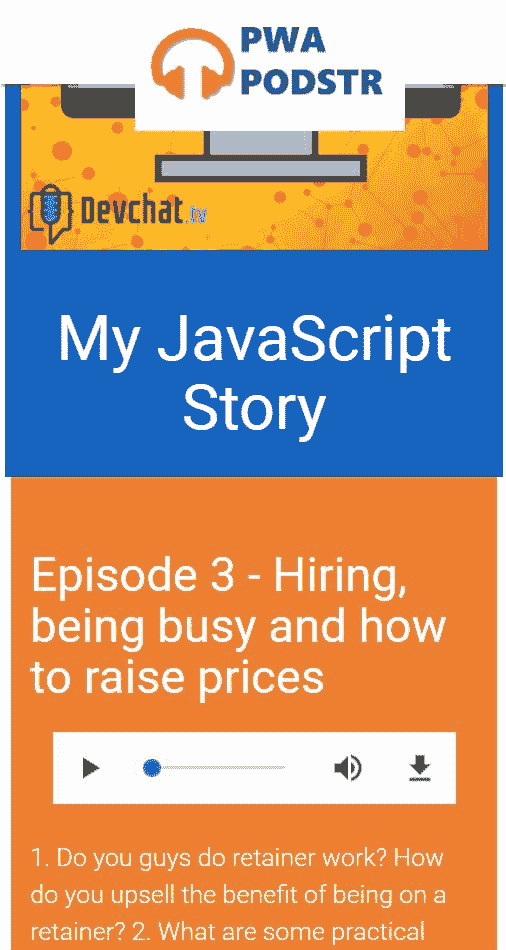 PWA
PODSTR
Devchat.tv
My JavaScript
Story
Episode 3 - Hiring,
being busy and how
to raise prices
1. Do you guys do retainer work? How
do you upsell the benefit of being on a
retainer? 2. What are some practical